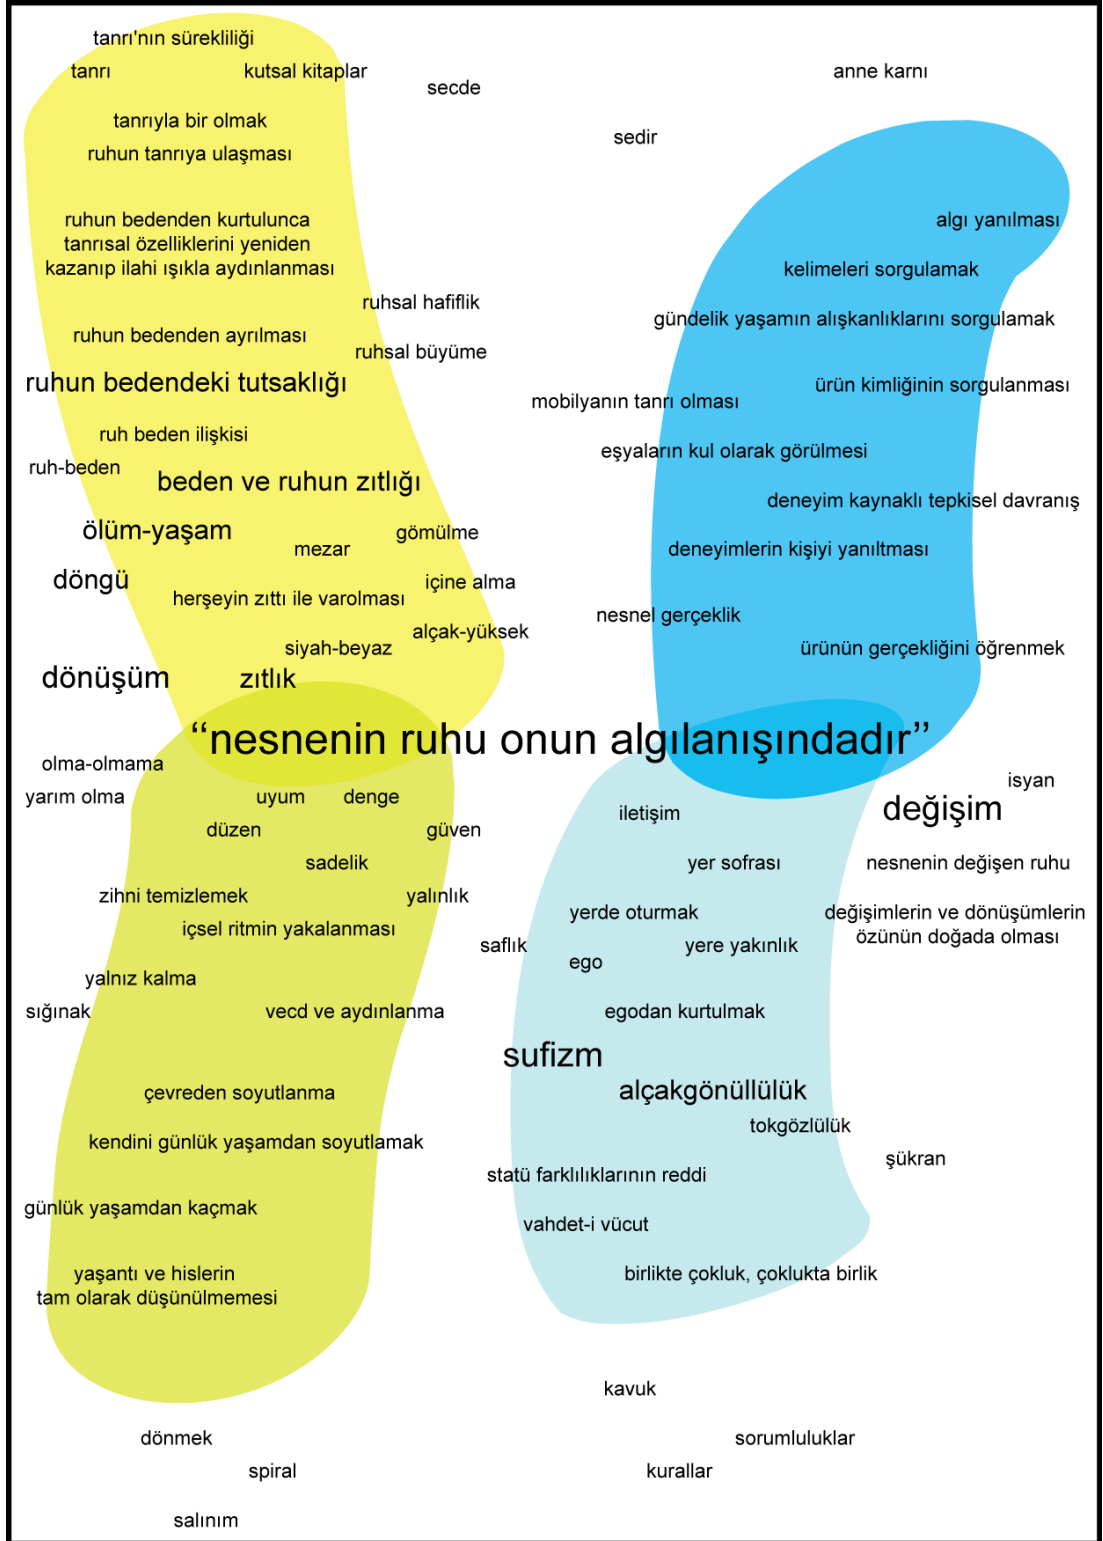 tanrı'nın sürekliliği
tanrı
kutsal kitaplar
secde
anne karnı
tanrıyla bir olmak
sedir
ruhun tanrıya ulaşması
ruhun bedenden kurtulunca
tanrısal özelliklerini yeniden
kazanıp ilahi ışıkla aydınlanması
algı yanılması
kelimeleri sorgulamak
ruhsal hafiflik
gündelik yaşamın alışkanlıklarını sorgulamak
ruhun bedenden ayrılması
ruhsal büyüme
ruhun bedendeki tutsaklığı
ürün kimliğinin sorgulanması
mobilyanın tanrı olması
ruh beden ilişkisi
eşyaların kul olarak görülmesi
ruh-beden
beden ve ruhun zıtlığı
deneyim kaynaklı tepkisel davranış
ölüm-yaşam
gömülme
mezar
deneyimlerin kişiyi yanıltması
döngü
içine alma
herşeyin zıttı ile varolması
nesnel gerçeklik
alçak-yüksek
siyah-beyaz
ürünün gerçekliğini öğrenmek
dönüşüm
zıtlık
“nesnenin ruhu onun algılanışındadır”
olma-olmama
isyan
yarım olma
uyum
denge
iletişim
değişim
düzen
güven
sadelik
yer sofrası
nesnenin değişen ruhu
zihni temizlemek
yalınlık
yerde oturmak
değişimlerin ve dönüşümlerin
özünün doğada olması
içsel ritmin yakalanması
saflık
yere yakınlık
ego
yalnız kalma
sığınak
vecd ve aydınlanma
egodan kurtulmak
sufizm
çevreden soyutlanma
alçakgönüllülük
tokgözlülük
kendini günlük yaşamdan soyutlamak
şükran
statü farklılıklarının reddi
günlük yaşamdan kaçmak
vahdet-i vücut
yaşantı ve hislerin
tam olarak düşünülmemesi
birlikte çokluk, çoklukta birlik
kavuk
dönmek
sorumluluklar
spiral
kurallar
salınım